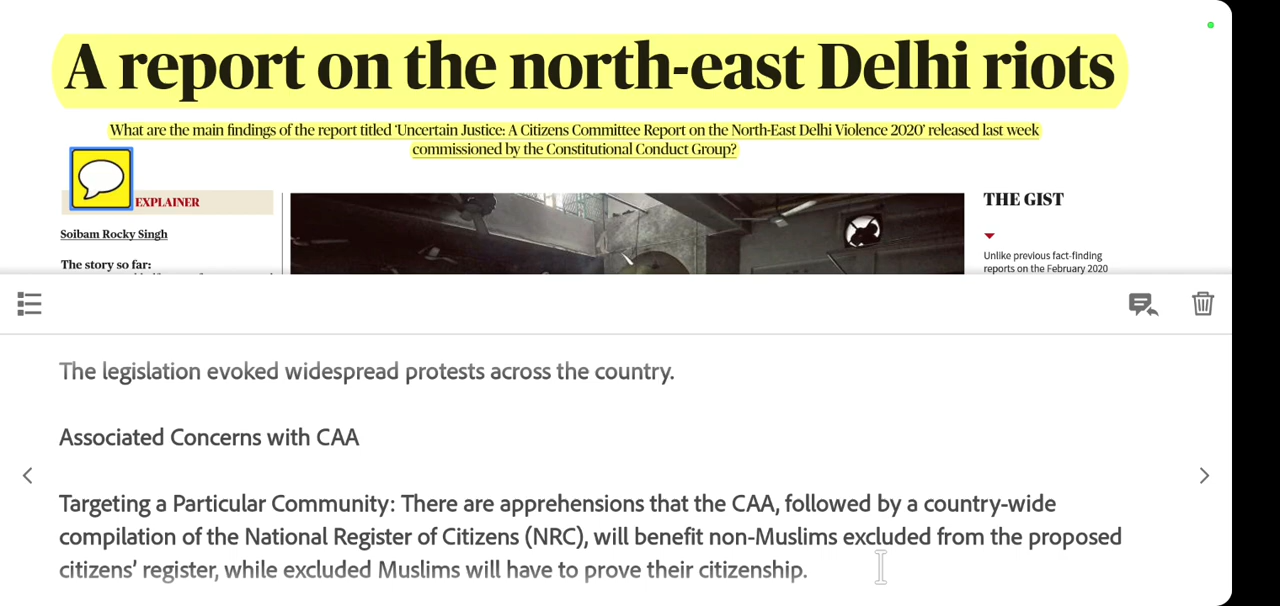 A report on the north-east Delhi riots
What are the main findings of the report titled ‘Uncertain Justice: A Citizens Committee Report on the North-East Delhi Violence 2020’ released last week
commissioned by the Constitutional Conduct Group?
EXPLAINER
Soibam Rocky Singh
The story so far:
THE GIST
Unlike previous fact-finding
reports on the February 2020
The legislation evoked widespread protests across the country.
Associated Concerns with CAA
Targeting a Particular Community: There are apprehensions that the CAA, followed by a country-wide
compilation of the National Register of Citizens (NRC), will benefit non-Muslims excluded from the proposed
citizens’ register, while excluded Muslims will have to prove their citizenship.